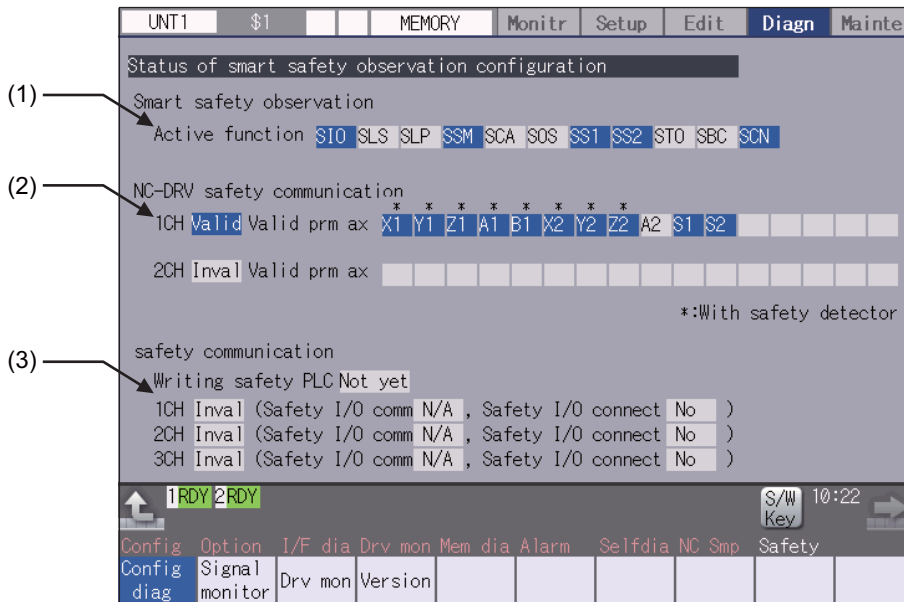 UNT1 $1 MEMORY Monitr Setup Edit Diagn Mainte
Status of smart safety observation configuration
(1)
Smart safety observation
Active function SIO SLS SLP SSM SCA SOS SS1 SS2 STO SBC SCN
(2)
NC-DRV safety communication
* * * * * * * *
1CH Valid Valid prm ax X1 Y1 Z1 A1 B1 X2 Y2 Z2 A2 S1 S2
2CH Inval Valid prm ax
*:With safety detector
(3)
safety communication
Writing safety PLC Not yet
1CH Inval (Safety I/O comm N/A , Safety I/O connect No )
2CH Inval (Safety I/O comm N/A , Safety I/O connect No )
3CH Inval (Safety I/O comm N/A , Safety I/O connect No )
1RDY 2RDY S/W Key 10:22
Config Option I/F dia Drv mon Mem dia Alarm Selfdia NC Smp Safety
Config diag Signal monitor Drv mon Version